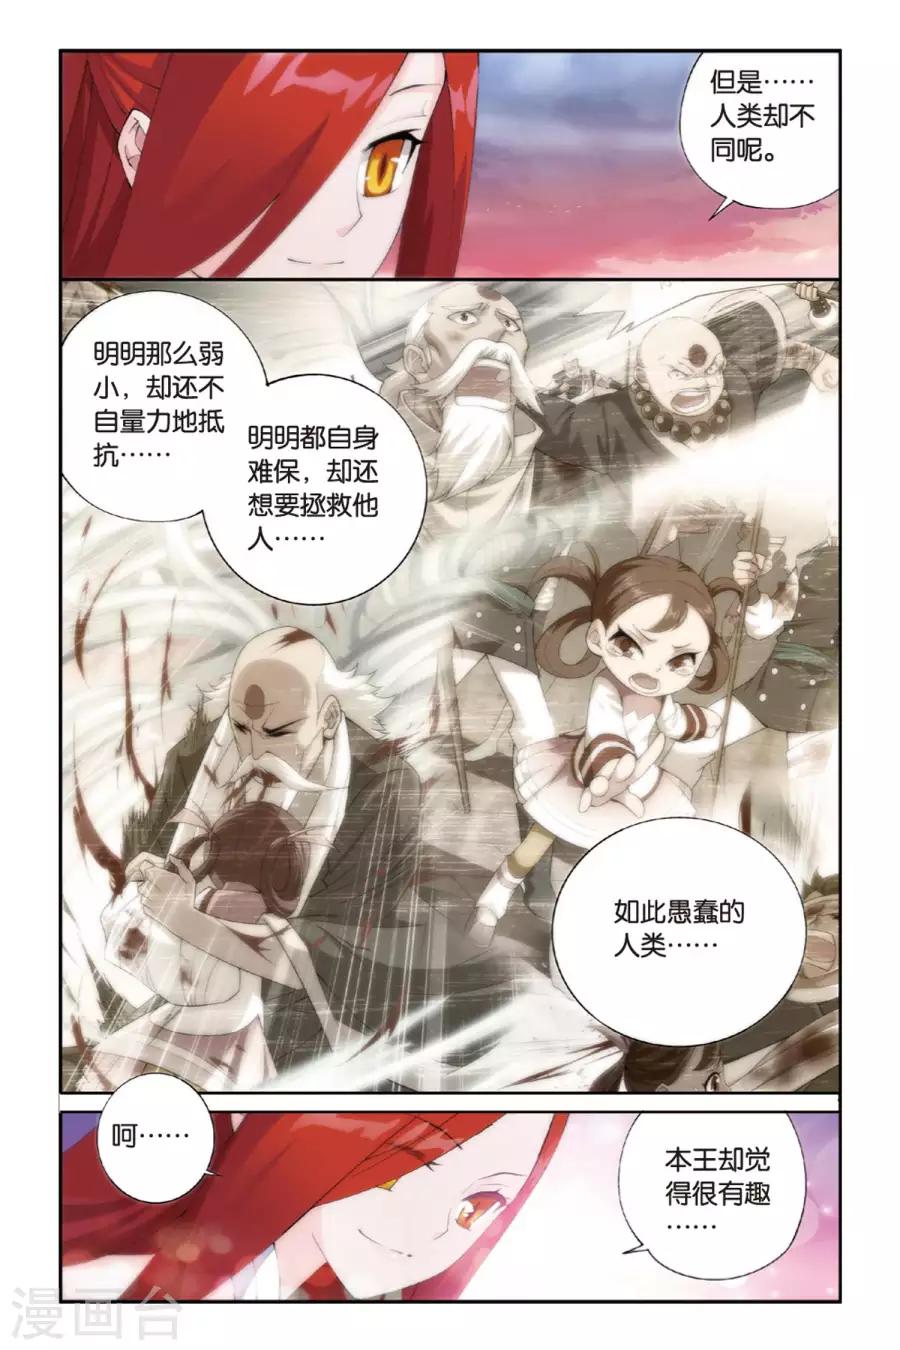 但是……
人类却不
同呢。
明明那么弱
小，却还不
自量力地抵
抗……
明明都自身
难保，却还
想要拯救他
人……
如此愚蠢的
人类……
呵……
本王却觉
得很有趣
……
漫画台